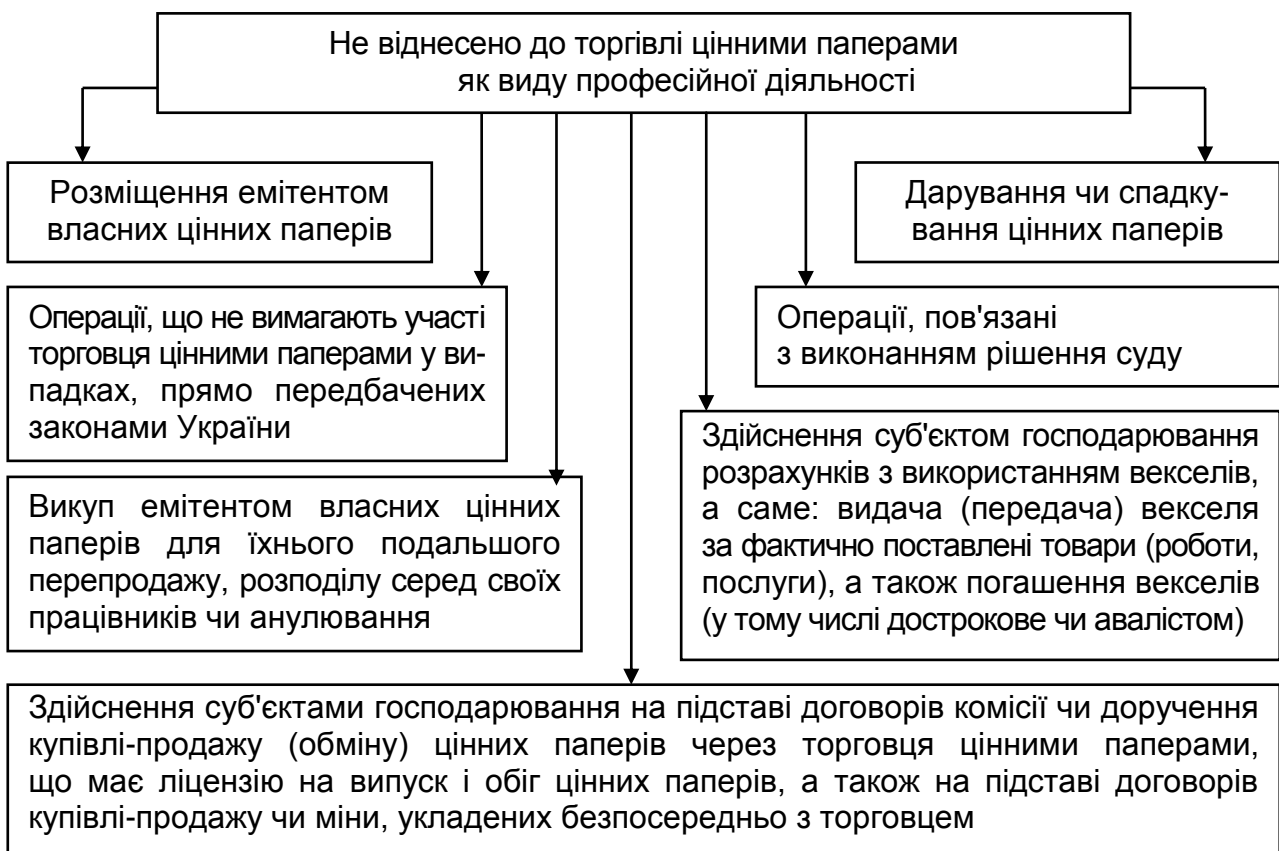 Не віднесено до торгівлі цінними паперами
як виду професійної діяльності
Розміщення емітентом
власних цінних паперів
Дарування чи спадку-
вання цінних паперів
Операції, що не вимагають участі
торговця цінними паперами у ви-
падках, прямо передбачених
законами України
Операції, пов'язані
з виконанням рішення суду
Викуп емітентом власних цінних
паперів для їхнього подальшого
перепродажу, розподілу серед своїх
працівників чи анулювання
Здійснення суб'єктом господарювання
розрахунків з використанням векселів,
а саме: видача (передача) векселя
за фактично поставлені товари (роботи,
послуги), а також погашення векселів
(у тому числі дострокове чи авалістом)
Здійснення суб'єктами господарювання на підставі договорів комісії чи доручення
купівлі-продажу (обміну) цінних паперів через торговця цінними паперами,
що має ліцензію на випуск і обіг цінних паперів, а також на підставі договорів
купівлі-продажу чи міни, укладених безпосередньо з торговцем